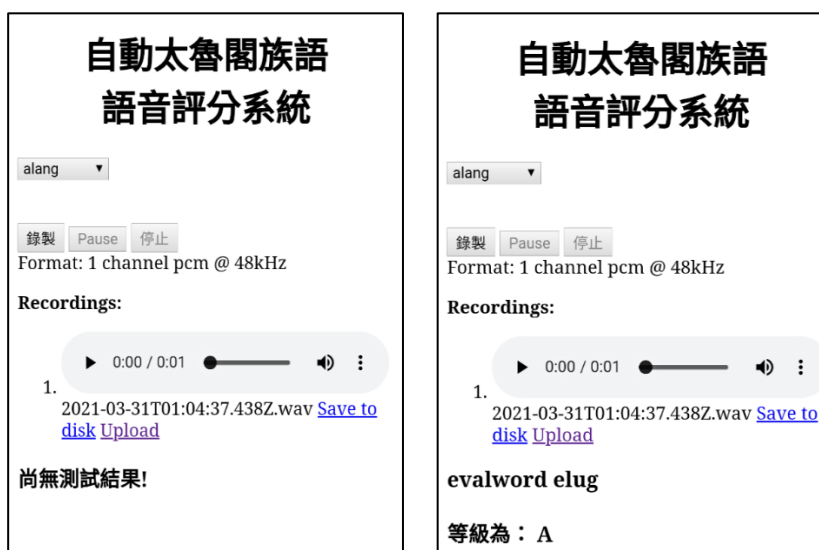 自動太魯閣族語
語音評分系統
alang ▼
錄製 Pause 停止
Format: 1 channel pcm @ 48kHz
Recordings:
0:00 / 0:01
1.
2021-03-31T01:04:37.438Z.wav Save to
disk Upload
尚無測試結果!
自動太魯閣族語
語音評分系統
alang ▼
錄製 Pause 停止
Format: 1 channel pcm @ 48kHz
Recordings:
0:00 / 0:01
1.
2021-03-31T01:04:37.438Z.wav Save to
disk Upload
evalword elug
等級為： A